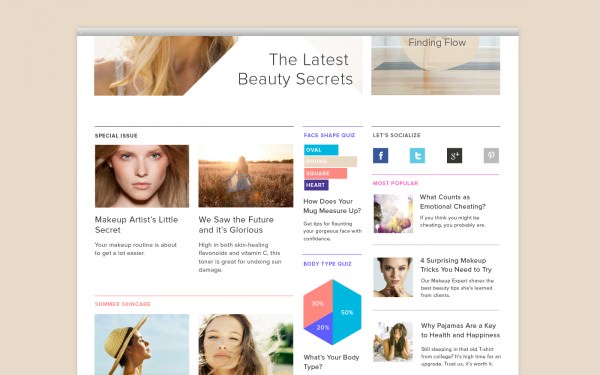 The Latest
Beauty Secrets
Finding Flow
SPECIAL ISSUE
Makeup Artist's Little
Secret
Your makeup routine is about
to get a lot easier.
We Saw the Future
and it's Glorious
High in both skin-healing
flavonoids and vitamin C, this
toner is great for undoing sun
damage.
SUMMER SKINCARE
FACE SHAPE QUIZ
OVAL
ROUND
SQUARE
HEART
How Does Your
Mug Measure Up?
Get tips for flaunting
your gorgeous face with
confidence.
BODY TYPE QUIZ
30%
50%
20%
What's Your Body
Type?
LET'S SOCIALIZE
f
t
g+
p
MOST POPULAR
What Counts as
Emotional Cheating?
If you think you might be
cheating, you probably are.
4 Surprising Makeup
Tricks You Need to Try
Our Makeup Expert shares the
best beauty tips she's learned
from clients.
Why Pajamas Are a Key
to Health and Happiness
Still sleeping in that old T-shirt
from college? It's high time for an
upgrade. Trust us, it's worth it.